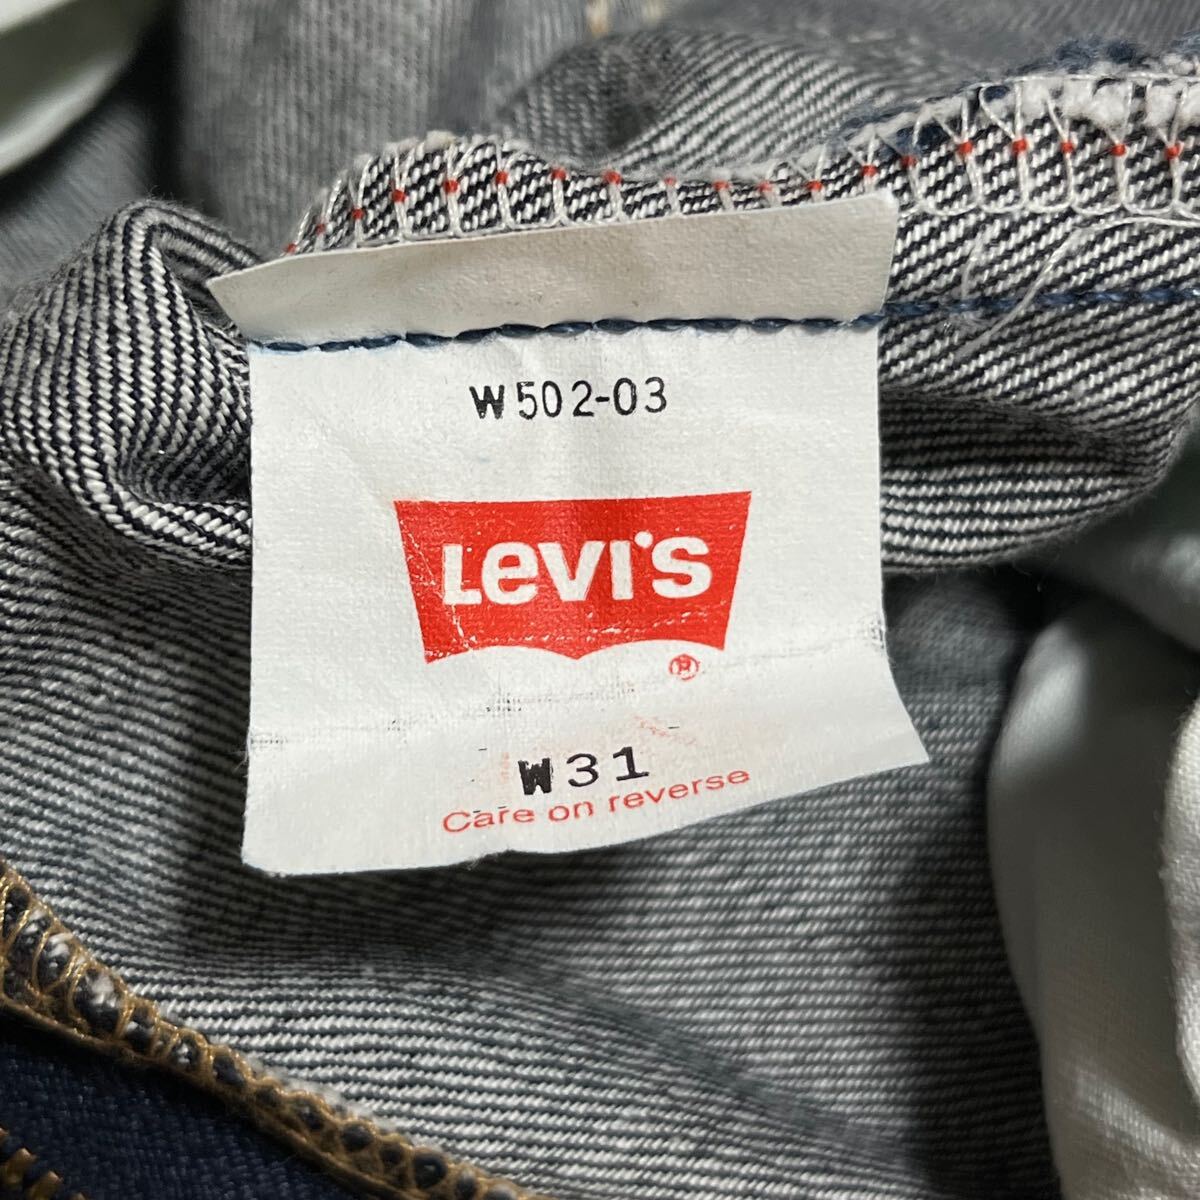 W502-03
Levi's
®
W31
Care on reverse